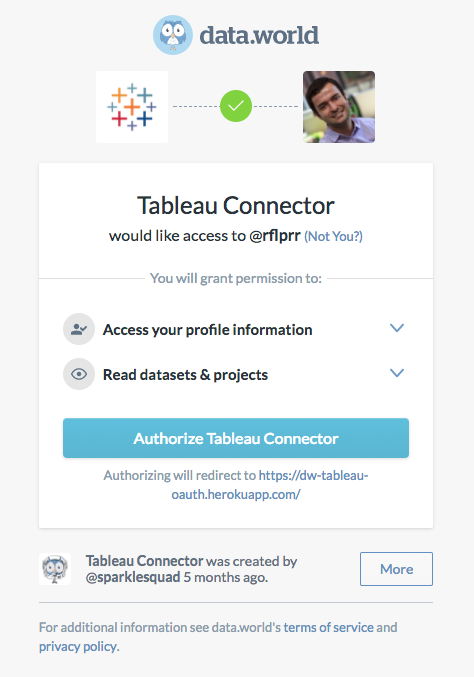 data.world
Tableau Connector
would like access to @rflprr (Not You?)
You will grant permission to:
Access your profile information
Read datasets & projects
Authorize Tableau Connector
Authorizing will redirect to https://dw-tableau-
oauth.herokuapp.com/
Tableau Connector was created by
@sparklesquad 5 months ago.
More
For additional information see data.world's terms of service and
privacy policy.